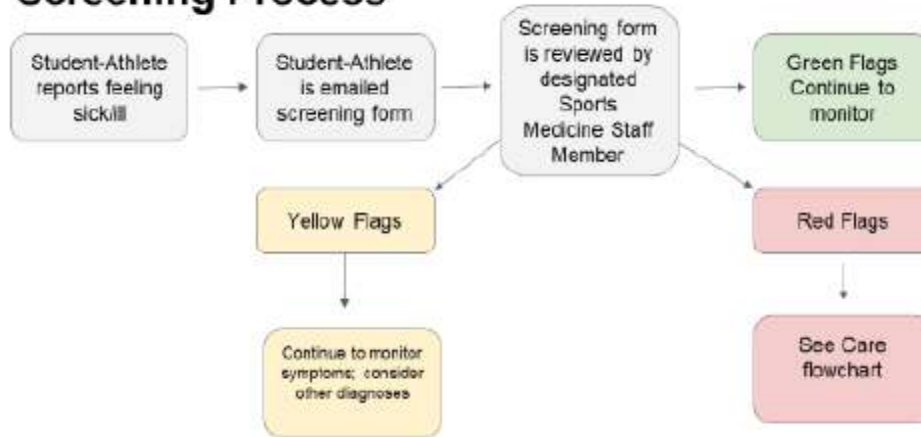 Screening Process
Student-Athlete
reports feeling
sick/ill
Student-Athlete
is emailed
screening form
Screening form
is reviewed by
designated
Sports
Medicine Staff
Member
Green Flags
Continue to
monitor
Yellow Flags
Red Flags
Continue to monitor
symptoms; consider
other diagnoses
See Care
flowchart